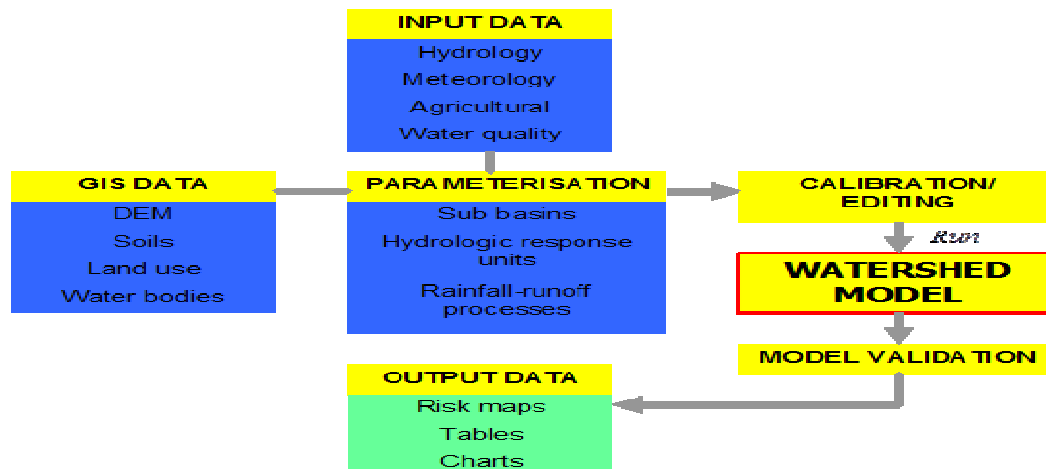 INPUT DATA
Hydrology
Meteorology
Agricultural
Water quality
GIS DATA
DEM
Soils
Land use
Water bodies
PARAMETERISATION
Sub basins
Hydrologic response
units
Rainfall-runoff
processes
CALIBRATION/
EDITING
Run
WATERSHED
MODEL
MODEL VALIDATION
OUTPUT DATA
Risk maps
Tables
Charts